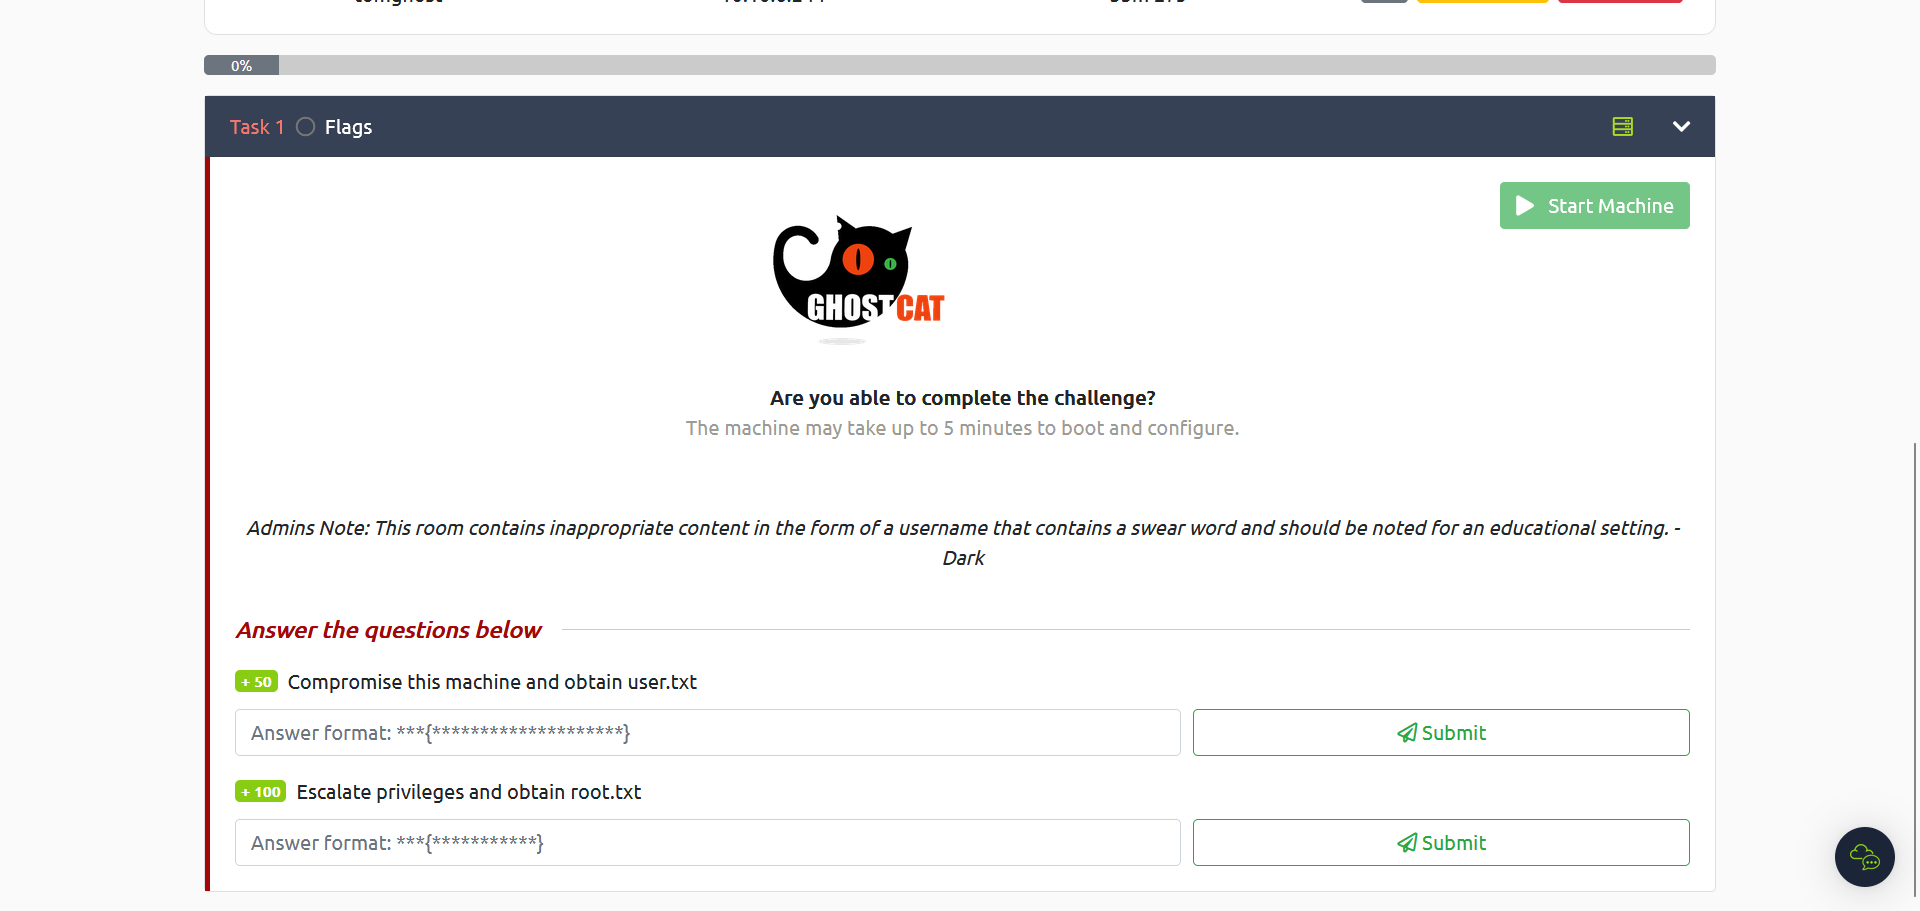 0%
Task 1 Flags
Start Machine
GHOSTCAT
Are you able to complete the challenge?
The machine may take up to 5 minutes to boot and configure.
Admins Note: This room contains inappropriate content in the form of a username that contains a swear word and should be noted for an educational setting. -
Dark
Answer the questions below
+ 50 Compromise this machine and obtain user.txt
Answer format: ***{********************} Submit
+ 100 Escalate privileges and obtain root.txt
Answer format: ***{***********} Submit